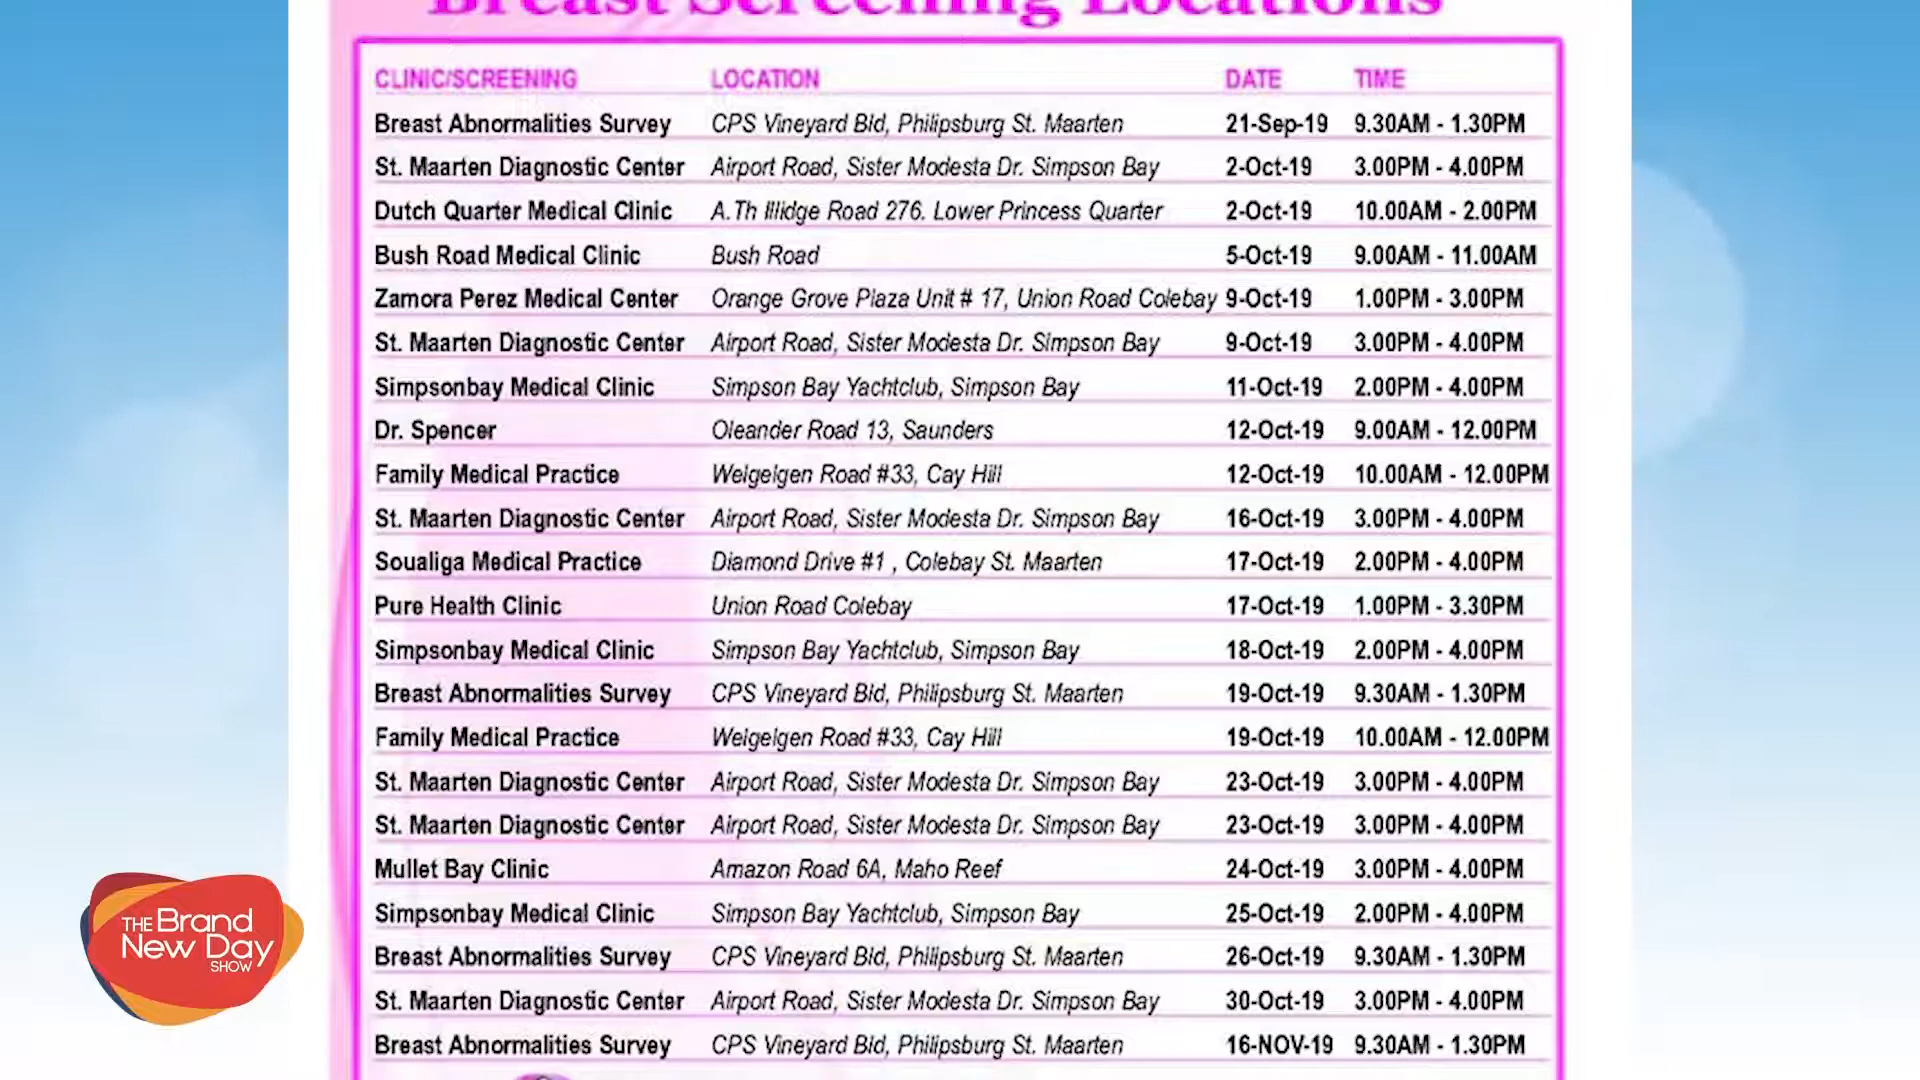 Breast Screening Locations
CLINIC/SCREENING LOCATION DATE TIME
Breast Abnormalities Survey CPS Vineyard Bld, Philipsburg St. Maarten 21-Sep-19 9.30AM - 1.30PM
St. Maarten Diagnostic Center Airport Road, Sister Modesta Dr. Simpson Bay 2-Oct-19 3.00PM - 4.00PM
Dutch Quarter Medical Clinic A.Th Illidge Road 276. Lower Princess Quarter 2-Oct-19 10.00AM - 2.00PM
Bush Road Medical Clinic Bush Road 5-Oct-19 9.00AM - 11.00AM
Zamora Perez Medical Center Orange Grove Plaza Unit # 17, Union Road Colebay 9-Oct-19 1.00PM - 3.00PM
St. Maarten Diagnostic Center Airport Road, Sister Modesta Dr. Simpson Bay 9-Oct-19 3.00PM - 4.00PM
Simpsonbay Medical Clinic Simpson Bay Yachtclub, Simpson Bay 11-Oct-19 2.00PM - 4.00PM
Dr. Spencer Oleander Road 13, Saunders 12-Oct-19 9.00AM - 12.00PM
Family Medical Practice Welgelgen Road #33, Cay Hill 12-Oct-19 10.00AM - 12.00PM
St. Maarten Diagnostic Center Airport Road, Sister Modesta Dr. Simpson Bay 16-Oct-19 3.00PM - 4.00PM
Soualiga Medical Practice Diamond Drive #1 , Colebay St. Maarten 17-Oct-19 2.00PM - 4.00PM
Pure Health Clinic Union Road Colebay 17-Oct-19 1.00PM - 3.30PM
Simpsonbay Medical Clinic Simpson Bay Yachtclub, Simpson Bay 18-Oct-19 2.00PM - 4.00PM
Breast Abnormalities Survey CPS Vineyard Bld, Philipsburg St. Maarten 19-Oct-19 9.30AM - 1.30PM
Family Medical Practice Welgelgen Road #33, Cay Hill 19-Oct-19 10.00AM - 12.00PM
St. Maarten Diagnostic Center Airport Road, Sister Modesta Dr. Simpson Bay 23-Oct-19 3.00PM - 4.00PM
St. Maarten Diagnostic Center Airport Road, Sister Modesta Dr. Simpson Bay 23-Oct-19 3.00PM - 4.00PM
Mullet Bay Clinic Amazon Road 6A, Maho Reef 24-Oct-19 3.00PM - 4.00PM
Simpsonbay Medical Clinic Simpson Bay Yachtclub, Simpson Bay 25-Oct-19 2.00PM - 4.00PM
Breast Abnormalities Survey CPS Vineyard Bld, Philipsburg St. Maarten 26-Oct-19 9.30AM - 1.30PM
St. Maarten Diagnostic Center Airport Road, Sister Modesta Dr. Simpson Bay 30-Oct-19 3.00PM - 4.00PM
Breast Abnormalities Survey CPS Vineyard Bld, Philipsburg St. Maarten 16-NOV-19 9.30AM - 1.30PM
THE Brand
New Day
SHOW